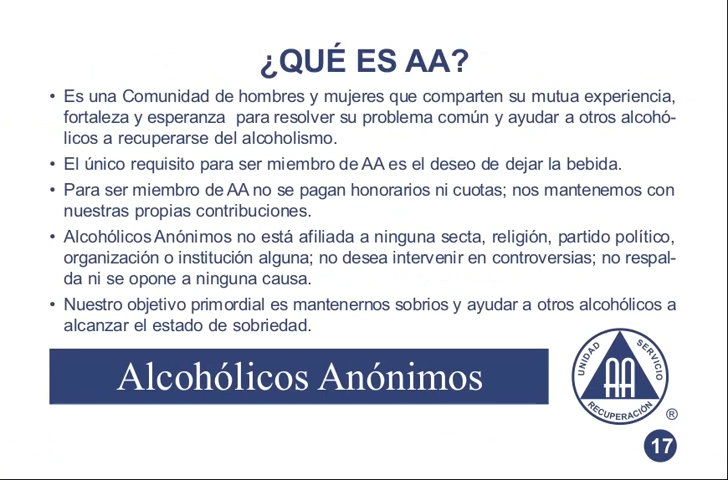 ¿QUÉ ES AA?
• Es una Comunidad de hombres y mujeres que comparten su mutua experiencia,
fortaleza y esperanza para resolver su problema común y ayudar a otros alcohó-
licos a recuperarse del alcoholismo.
• El único requisito para ser miembro de AA es el deseo de dejar la bebida.
• Para ser miembro de AA no se pagan honorarios ni cuotas; nos mantenemos con
nuestras propias contribuciones.
• Alcohólicos Anónimos no está afiliada a ninguna secta, religión, partido político,
organización o institución alguna; no desea intervenir en controversias; no respal-
da ni se opone a ninguna causa.
• Nuestro objetivo primordial es mantenernos sobrios y ayudar a otros alcohólicos a
alcanzar el estado de sobriedad.
Alcohólicos Anónimos
UNIDAD
SERVICIO
AA
RECUPERACIÓN
®
17